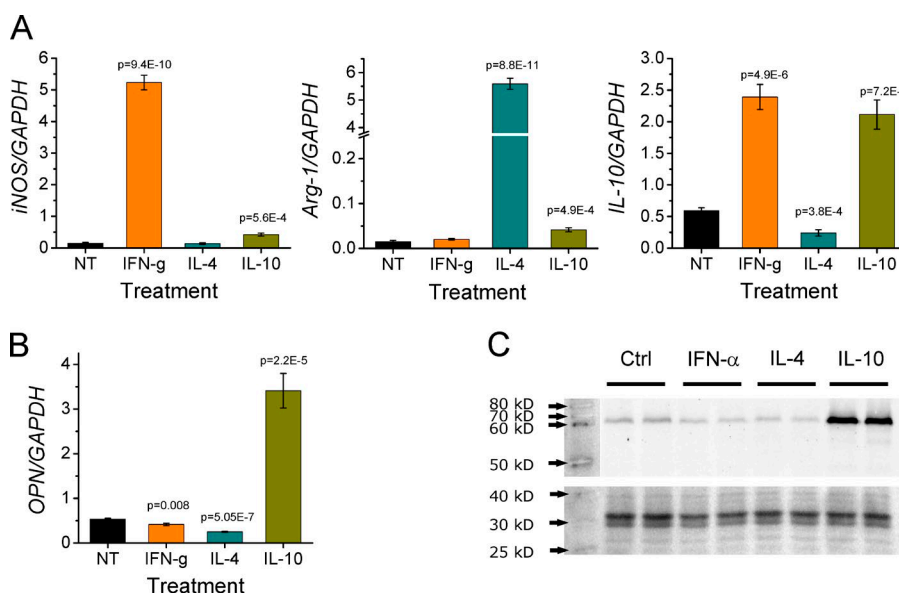 A
iNOS/GAPDH
6
5
4
3
2
1
0
p=9.4E-10
p=5.6E-4
NT IFN-g IL-4 IL-10
Treatment
Arg-1/GAPDH
6
5
4
0.2
0.1
0.0
p=8.8E-11
p=4.9E-4
NT IFN-g IL-4 IL-10
Treatment
IL-10/GAPDH
3.0
2.5
2.0
1.5
1.0
0.5
0.0
p=4.9E-6
p=3.8E-4
p=7.2E-
NT IFN-g IL-4 IL-10
Treatment
B
OPN/GAPDH
4
3
2
1
0
p=0.008
p=5.05E-7
p=2.2E-5
NT IFN-g IL-4 IL-10
Treatment
C
Ctrl IFN-α IL-4 IL-10
80 kD
70 kD
60 kD
50 kD
40 kD
30 kD
25 kD